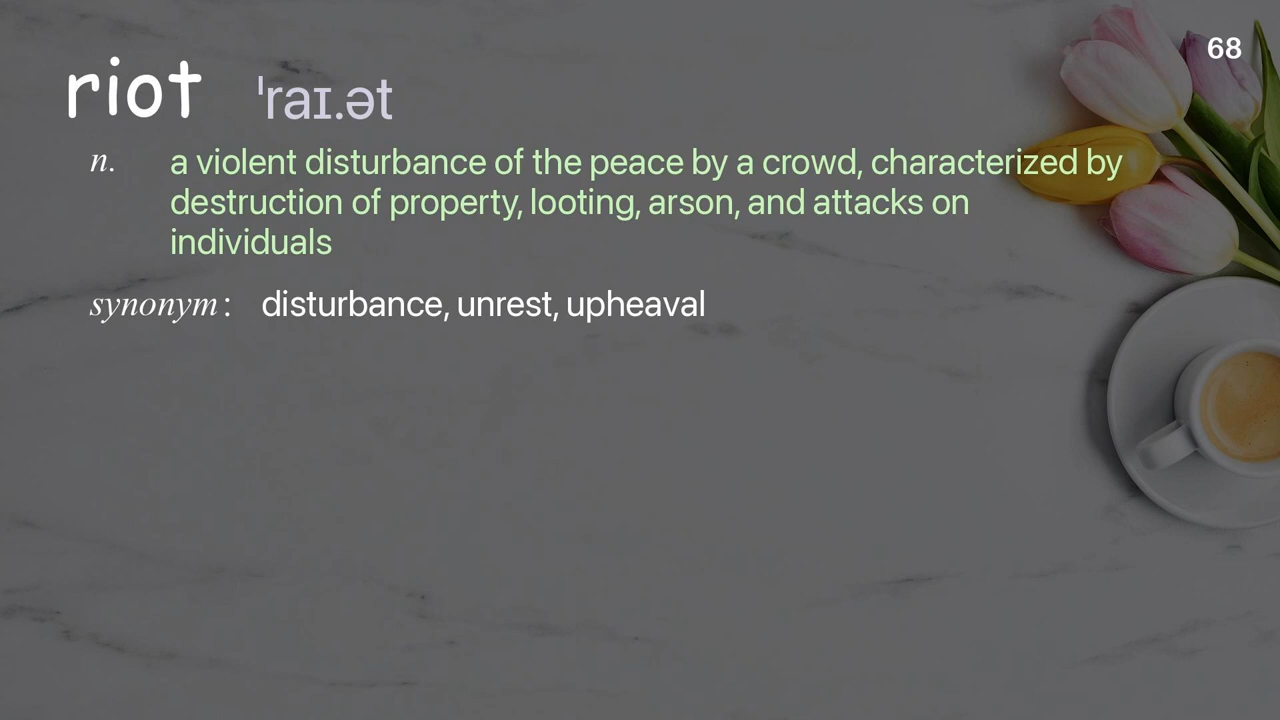 68
riot ˈraɪ.ət
n. a violent disturbance of the peace by a crowd, characterized by
destruction of property, looting, arson, and attacks on
individuals
synonym: disturbance, unrest, upheaval